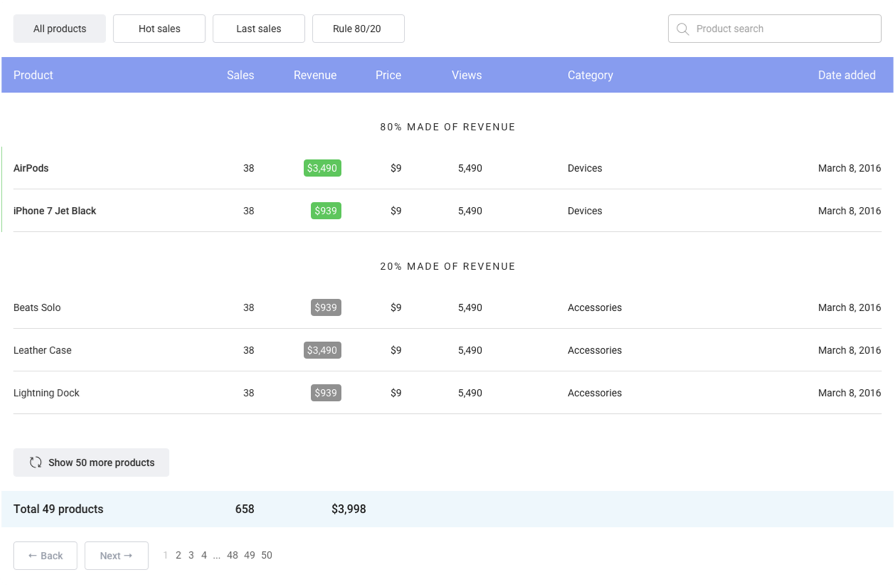 All products Hot sales Last sales Rule 80/20 Product search
Product Sales Revenue Price Views Category Date added
80% MADE OF REVENUE
AirPods 38 $3,490 $9 5,490 Devices March 8, 2016
iPhone 7 Jet Black 38 $939 $9 5,490 Devices March 8, 2016
20% MADE OF REVENUE
Beats Solo 38 $939 $9 5,490 Accessories March 8, 2016
Leather Case 38 $3,490 $9 5,490 Accessories March 8, 2016
Lightning Dock 38 $939 $9 5,490 Accessories March 8, 2016
Show 50 more products
Total 49 products 658 $3,998
← Back Next → 1 2 3 4 ... 48 49 50